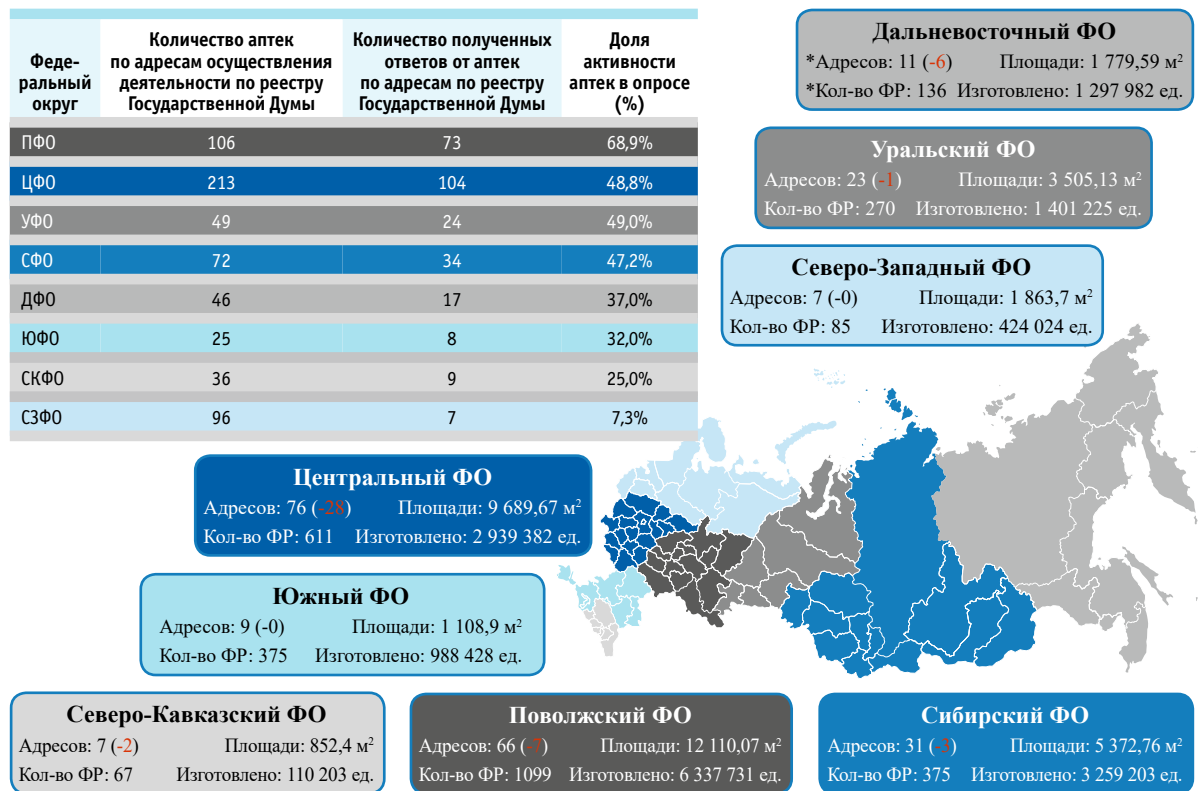 Феде-
ральный
округ
Количество аптек
по адресам осуществления
деятельности по реестру
Государственной Думы
Количество полученных
ответов от аптек
по адресам по реестру
Государственной Думы
Доля
активности
аптек в опросе
(%)
ПФО 106 73 68,9%
ЦФО 213 104 48,8%
УФО 49 24 49,0%
СФО 72 34 47,2%
ДФО 46 17 37,0%
ЮФО 25 8 32,0%
СКФО 36 9 25,0%
СЗФО 96 7 7,3%
Дальневосточный ФО
*Адресов: 11 (-6) Площади: 1 779,59 м²
*Кол-во ФР: 136 Изготовлено: 1 297 982 ед.
Уральский ФО
Адресов: 23 (-1) Площади: 3 505,13 м²
Кол-во ФР: 270 Изготовлено: 1 401 225 ед.
Северо-Западный ФО
Адресов: 7 (-0) Площади: 1 863,7 м²
Кол-во ФР: 85 Изготовлено: 424 024 ед.
Центральный ФО
Адресов: 76 (-28) Площади: 9 689,67 м²
Кол-во ФР: 611 Изготовлено: 2 939 382 ед.
Южный ФО
Адресов: 9 (-0) Площади: 1 108,9 м²
Кол-во ФР: 375 Изготовлено: 988 428 ед.
Северо-Кавказский ФО
Адресов: 7 (-2) Площади: 852,4 м²
Кол-во ФР: 67 Изготовлено: 110 203 ед.
Поволжский ФО
Адресов: 66 (-7) Площади: 12 110,07 м²
Кол-во ФР: 1099 Изготовлено: 6 337 731 ед.
Сибирский ФО
Адресов: 31 (-3) Площади: 5 372,76 м²
Кол-во ФР: 375 Изготовлено: 3 259 203 ед.